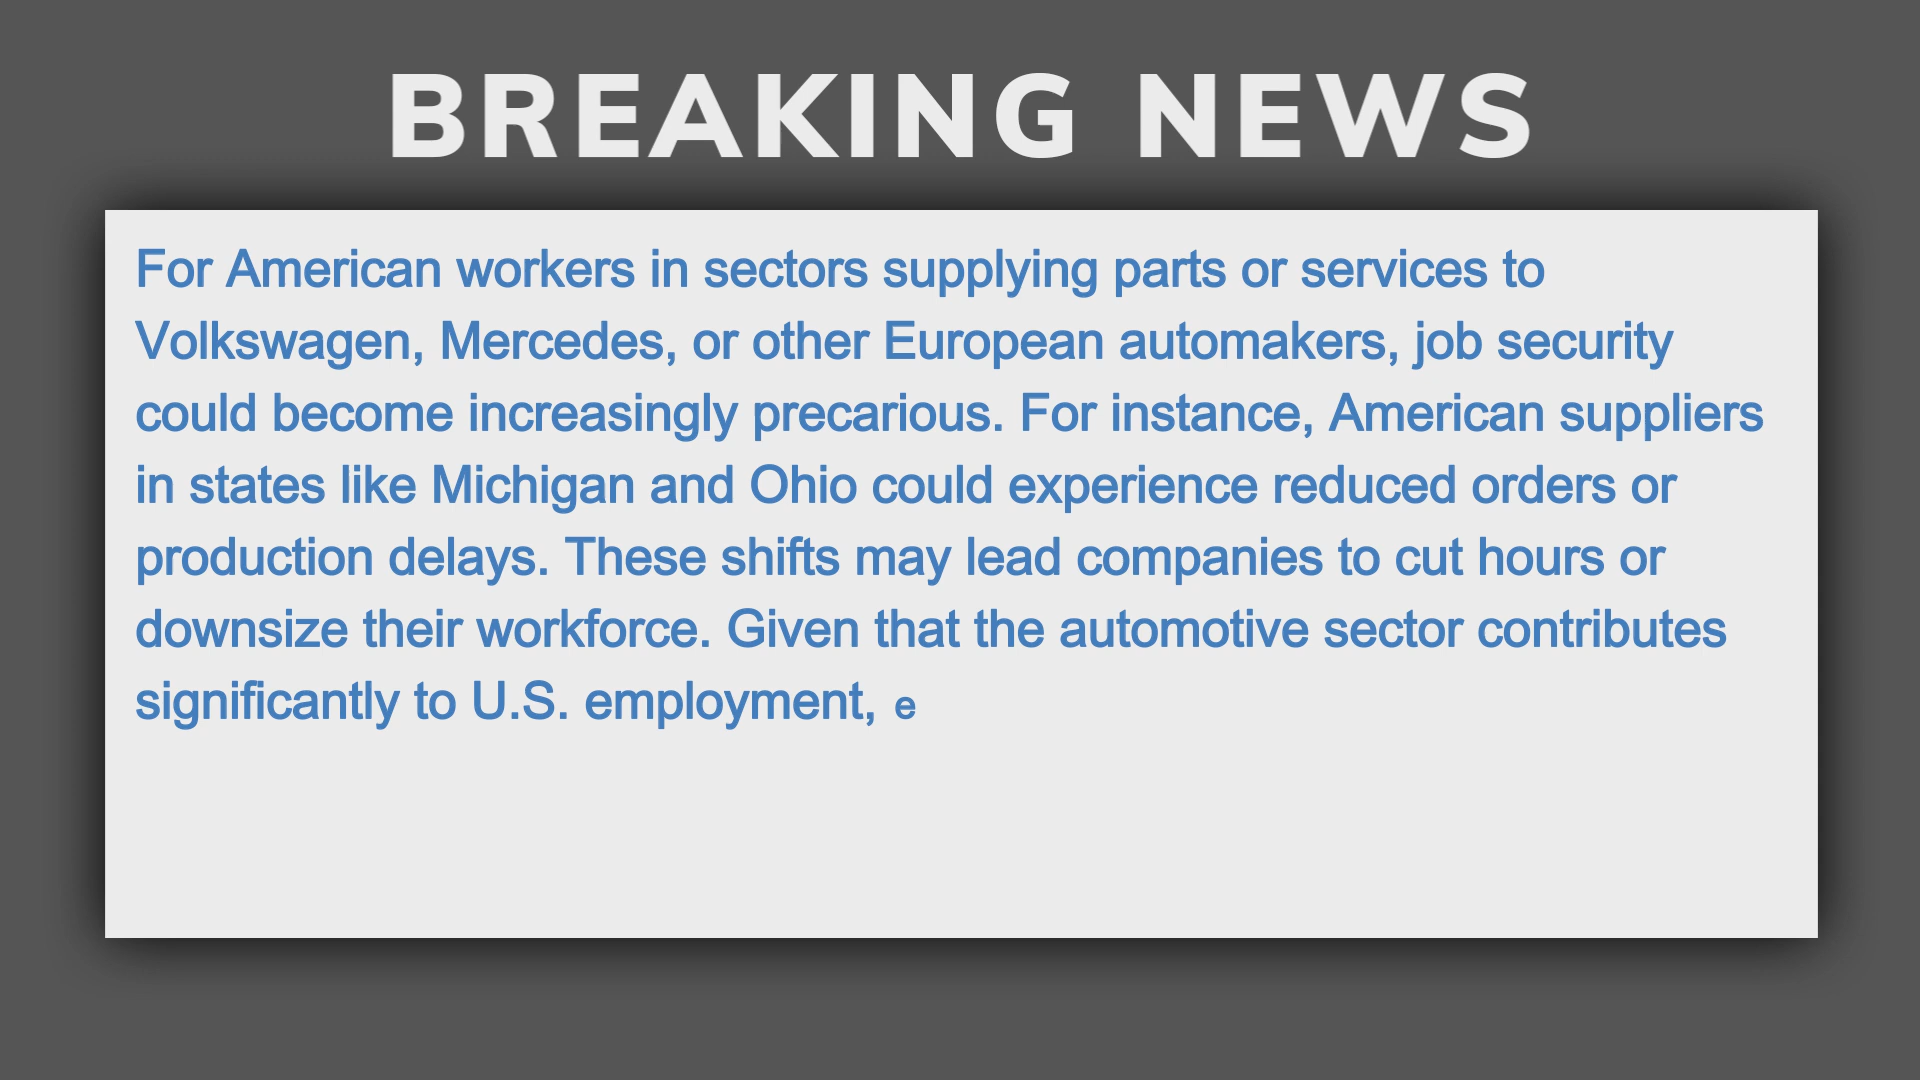 BREAKING NEWS
For American workers in sectors supplying parts or services to
Volkswagen, Mercedes, or other European automakers, job security
could become increasingly precarious. For instance, American suppliers
in states like Michigan and Ohio could experience reduced orders or
production delays. These shifts may lead companies to cut hours or
downsize their workforce. Given that the automotive sector contributes
significantly to U.S. employment, e